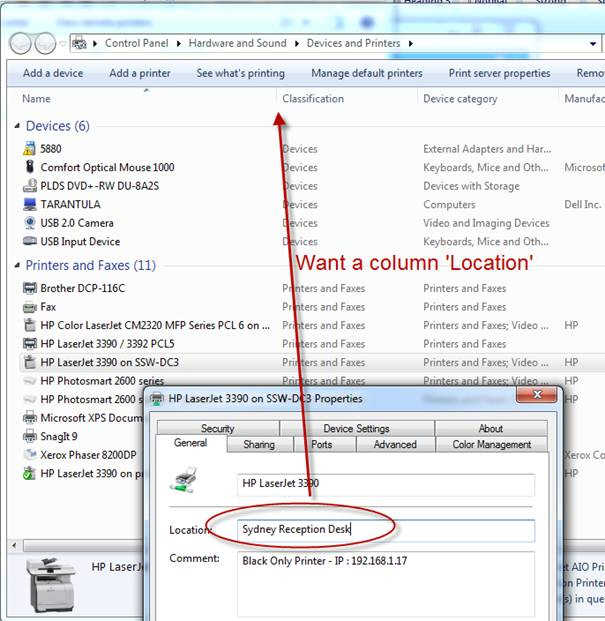 Control Panel Hardware and Sound Devices and Printers
Add a device Add a printer See what's printing Manage default printers Print server properties
Name Classification Device category
Devices (6)
5880 Devices External Adapters and Har...
Comfort Optical Mouse 1000 Devices Keyboards, Mice and Oth... Microsof
PLDS DVD+-RW DU-8A2S Devices Devices with Storage
TARANTULA Devices Computers Dell Inc.
USB 2.0 Camera Devices Video and Imaging Devices
USB Input Device Devices Keyboards, Mice and Oth...
Want a column 'Location'
Printers and Faxes (11)
Brother DCP-116C Printers and Faxes Printers and Faxes
Fax Printers and Faxes Printers and Faxes
HP Color LaserJet CM2320 MFP Series PCL 6 on ... Printers and Faxes Printers and Faxes; Video ... HP
HP LaserJet 3390 / 3392 PCL5 Printers and Faxes Printers and Faxes HP
HP LaserJet 3390 on SSW-DC3 Printers and Faxes Printers and Faxes; Video ... HP
HP Photosmart 2600 series Printers and Faxes HP
HP Photosmart 2600 series HP
Microsoft XPS Docum
SnagIt 9
Xerox Phaser 8200DP Xerox Co
HP LaserJet 3390 on p HP
HP LaserJ
HP LaserJet 3390 on SSW-DC3 Properties
Security Device Settings About
General Sharing Ports Advanced Color Management
HP LaserJet 3390
Location: Sydney Reception Desk
Comment: Black Only Printer - IP : 192.168.1.17
et AIO Pri
on Printer
s) in que